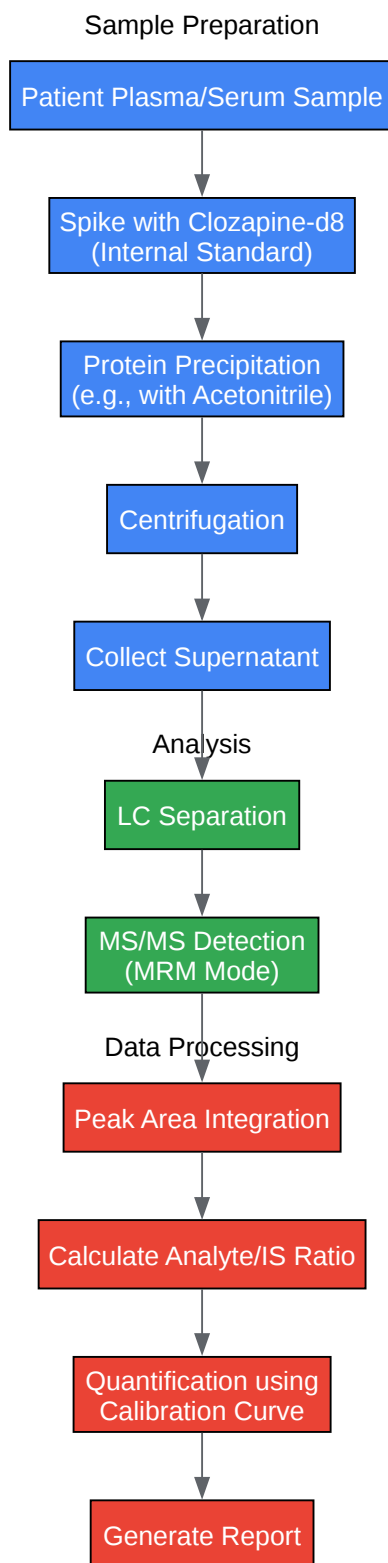 Sample Preparation
Patient Plasma/Serum Sample
Spike with Clozapine-d8
(Internal Standard)
Protein Precipitation
(e.g., with Acetonitrile)
Centrifugation
Collect Supernatant
Analysis
LC Separation
MS/MS Detection
(MRM Mode)
Data Processing
Peak Area Integration
Calculate Analyte/IS Ratio
Quantification using
Calibration Curve
Generate Report